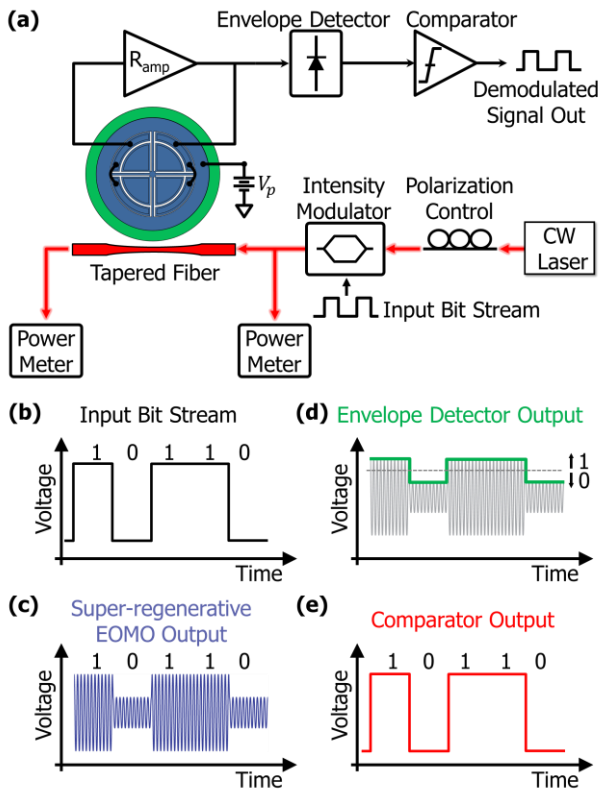 (a)
Envelope Detector
Comparator
R_amp
Demodulated
Signal Out
V_p
Intensity
Modulator
Polarization
Control
CW
Laser
Tapered Fiber
Input Bit Stream
Power
Meter
Power
Meter
(b)
Input Bit Stream
1 0 1 1 0
Voltage
Time
(d)
Envelope Detector Output
1
0
Voltage
Time
(c)
Super-regenerative
EOMO Output
1 0 1 1 0
Voltage
Time
(e)
Comparator Output
1 0 1 1 0
Voltage
Time